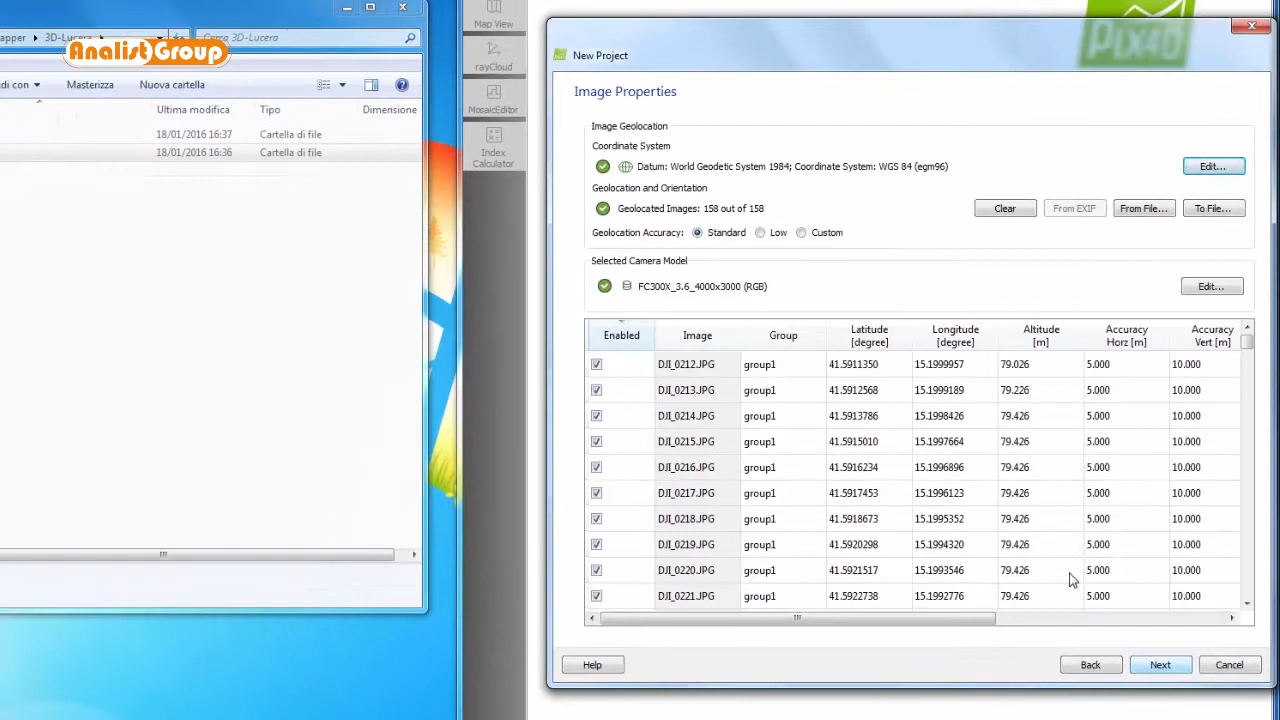 apper ▸ 3D-Lucera ▸
Cerca 3D-Lucera
AnalistGroup
di con
Masterizza
Nuova cartella
Ultima modifica
Tipo
Dimensione
18/01/2016 16:37
Cartella di file
18/01/2016 16:36
Cartella di file
Map View
rayCloud
MosaicEditor
Index
Calculator
PIX4D
New Project
Image Properties
Image Geolocation
Coordinate System
Datum: World Geodetic System 1984; Coordinate System: WGS 84 (egm96)
Edit...
Geolocation and Orientation
Geolocated Images: 158 out of 158
Clear
From EXIF
From File...
To File...
Geolocation Accuracy: Standard Low Custom
Selected Camera Model
FC300X_3.6_4000x3000 (RGB)
Edit...
Enabled Image Group Latitude [degree] Longitude [degree] Altitude [m] Accuracy Horz [m] Accuracy Vert [m]
DJI_0212.JPG group1 41.5911350 15.1999957 79.026 5.000 10.000
DJI_0213.JPG group1 41.5912568 15.1999189 79.226 5.000 10.000
DJI_0214.JPG group1 41.5913786 15.1998426 79.426 5.000 10.000
DJI_0215.JPG group1 41.5915010 15.1997664 79.426 5.000 10.000
DJI_0216.JPG group1 41.5916234 15.1996896 79.426 5.000 10.000
DJI_0217.JPG group1 41.5917453 15.1996123 79.426 5.000 10.000
DJI_0218.JPG group1 41.5918673 15.1995352 79.426 5.000 10.000
DJI_0219.JPG group1 41.5920298 15.1994320 79.426 5.000 10.000
DJI_0220.JPG group1 41.5921517 15.1993546 79.426 5.000 10.000
DJI_0221.JPG group1 41.5922738 15.1992776 79.426 5.000 10.000
Help
Back
Next
Cancel